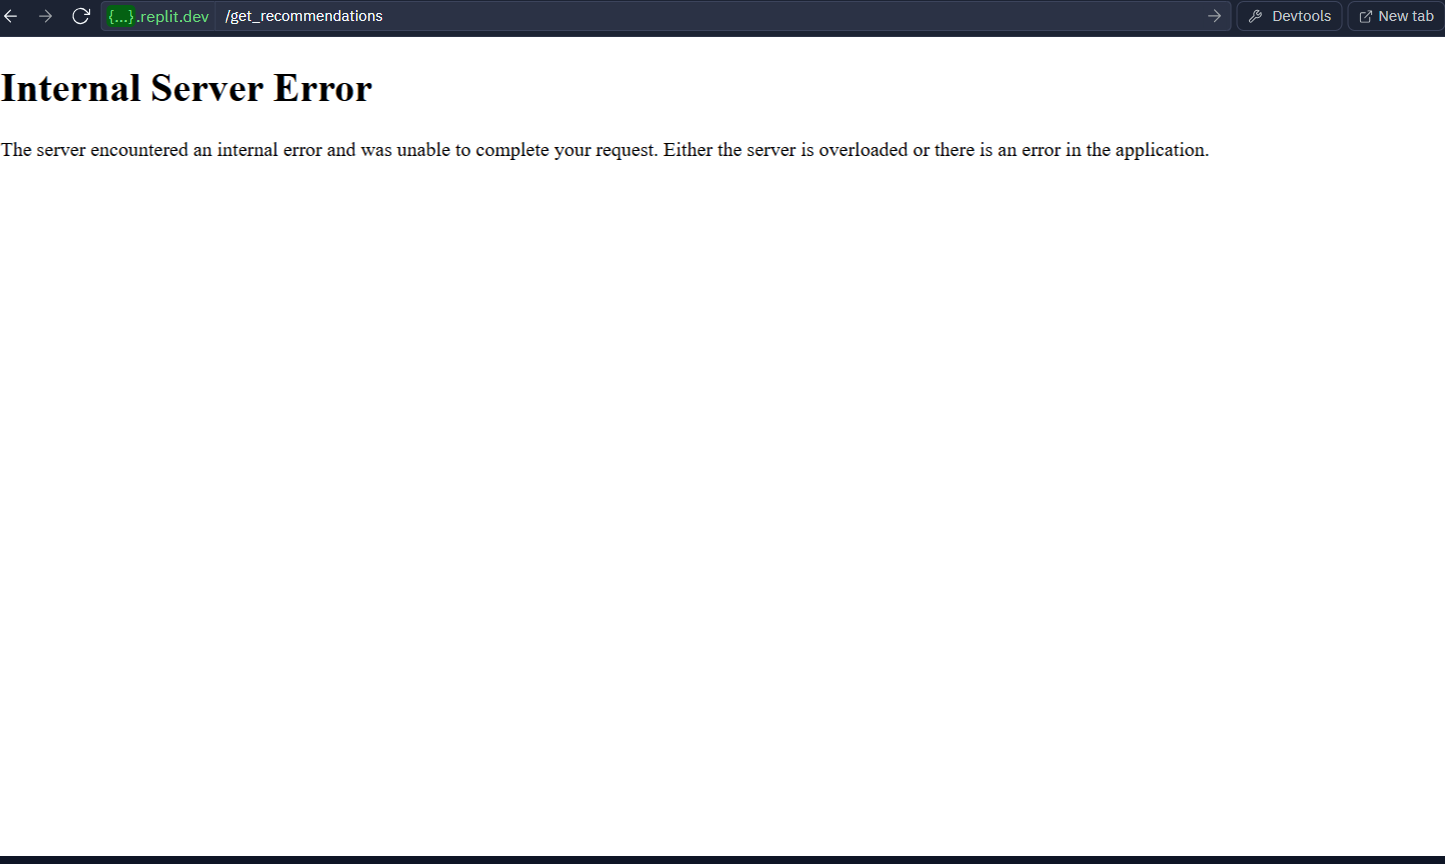 {...}.replit.dev /get_recommendations Devtools New tab
Internal Server Error
The server encountered an internal error and was unable to complete your request. Either the server is overloaded or there is an error in the application.